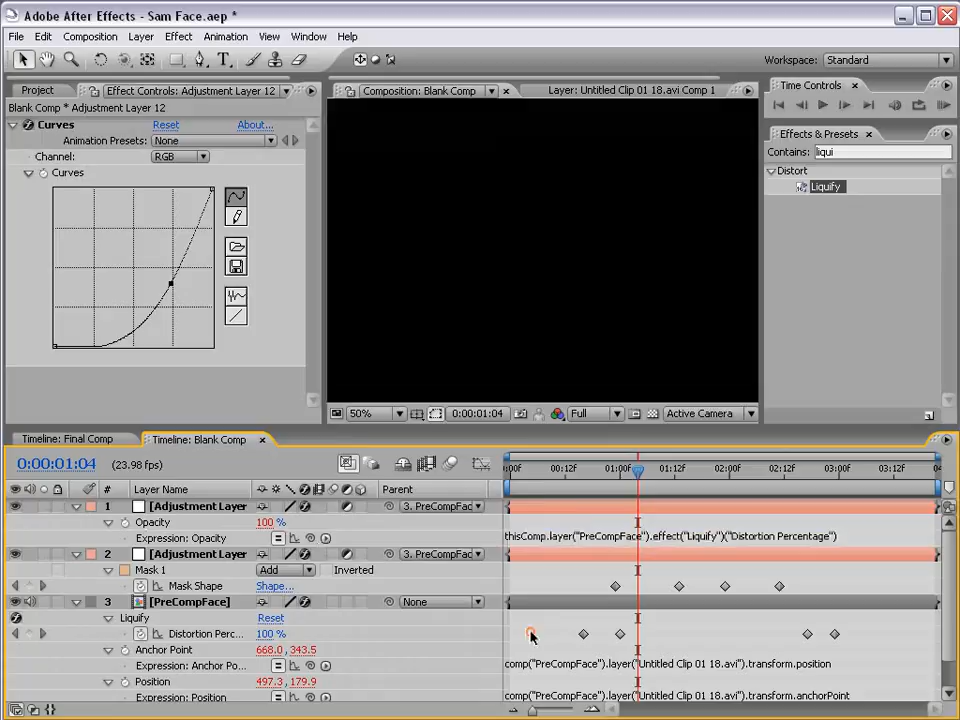 Adobe After Effects - Sam Face.aep *
File Edit Composition Layer Effect Animation View Window Help
Workspace: Standard
Project Effect Controls: Adjustment Layer 12
Blank Comp * Adjustment Layer 12
Curves Reset About...
Animation Presets: None
Channel: RGB
Curves
Composition: Blank Comp Layer: Untitled Clip 01 18.avi Comp 1
50% 0:00:01:04 Full Active Camera
Time Controls
Effects & Presets
Contains: liqui
Distort
Liquify
Timeline: Final Comp Timeline: Blank Comp
0:00:01:04 (23.98 fps)
00f 00:12f 01:00f 01:12f 02:00f 02:12f 03:00f 03:12f 04
# Layer Name Parent
1 [Adjustment Layer 3. PreCompFac
Opacity 100 %
Expression: Opacity thisComp.layer("PreCompFace").effect("Liquify")("Distortion Percentage")
2 [Adjustment Layer 3. PreCompFac
Mask 1 Add Inverted
Mask Shape Shape...
3 [PreCompFace] None
Liquify Reset
Distortion Perc... 100 %
Anchor Point 668.0, 343.5
Expression: Anchor Po... comp("PreCompFace").layer("Untitled Clip 01 18.avi").transform.position
Position 497.3, 179.9
Expression: Position comp("PreCompFace").layer("Untitled Clip 01 18.avi").transform.anchorPoint